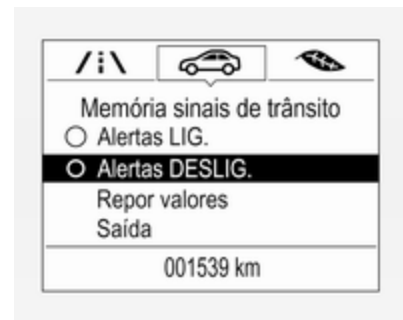 Memória sinais de trânsito
Alertas LIG.
Alertas DESLIG.
Repor valores
Saída
001539 km